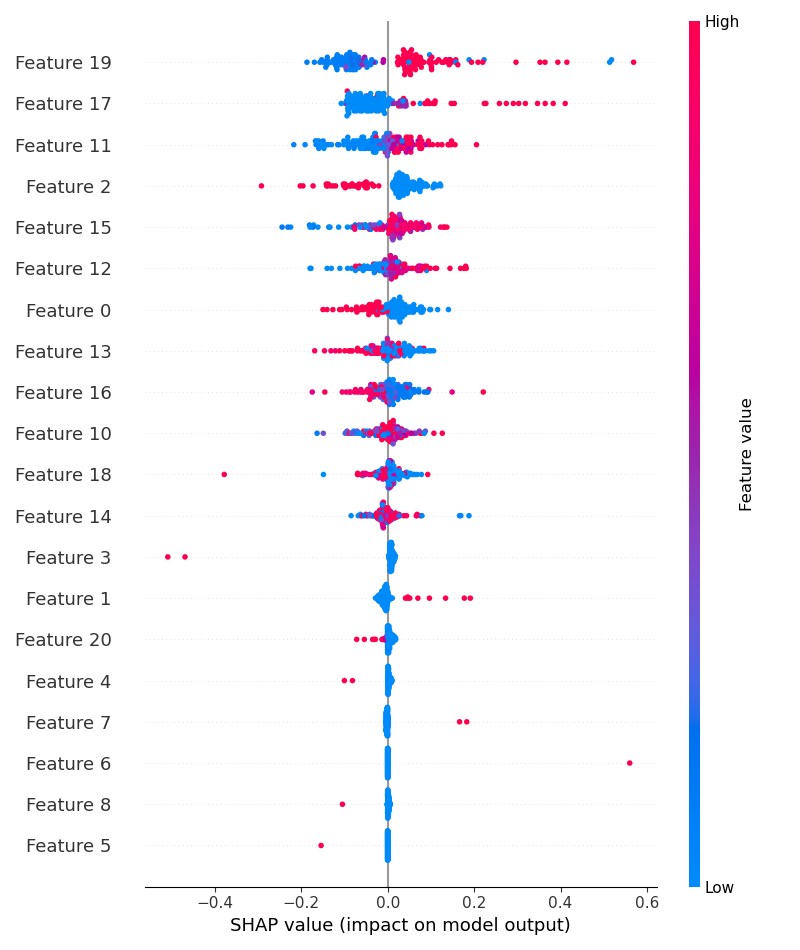 High
Feature 19
Feature 17
Feature 11
Feature 2
Feature 15
Feature 12
Feature 0
Feature 13
Feature 16
Feature 10
Feature 18
Feature 14
Feature 3
Feature 1
Feature 20
Feature 4
Feature 7
Feature 6
Feature 8
Feature 5
Feature value
Low
−0.4 −0.2 0.0 0.2 0.4 0.6
SHAP value (impact on model output)